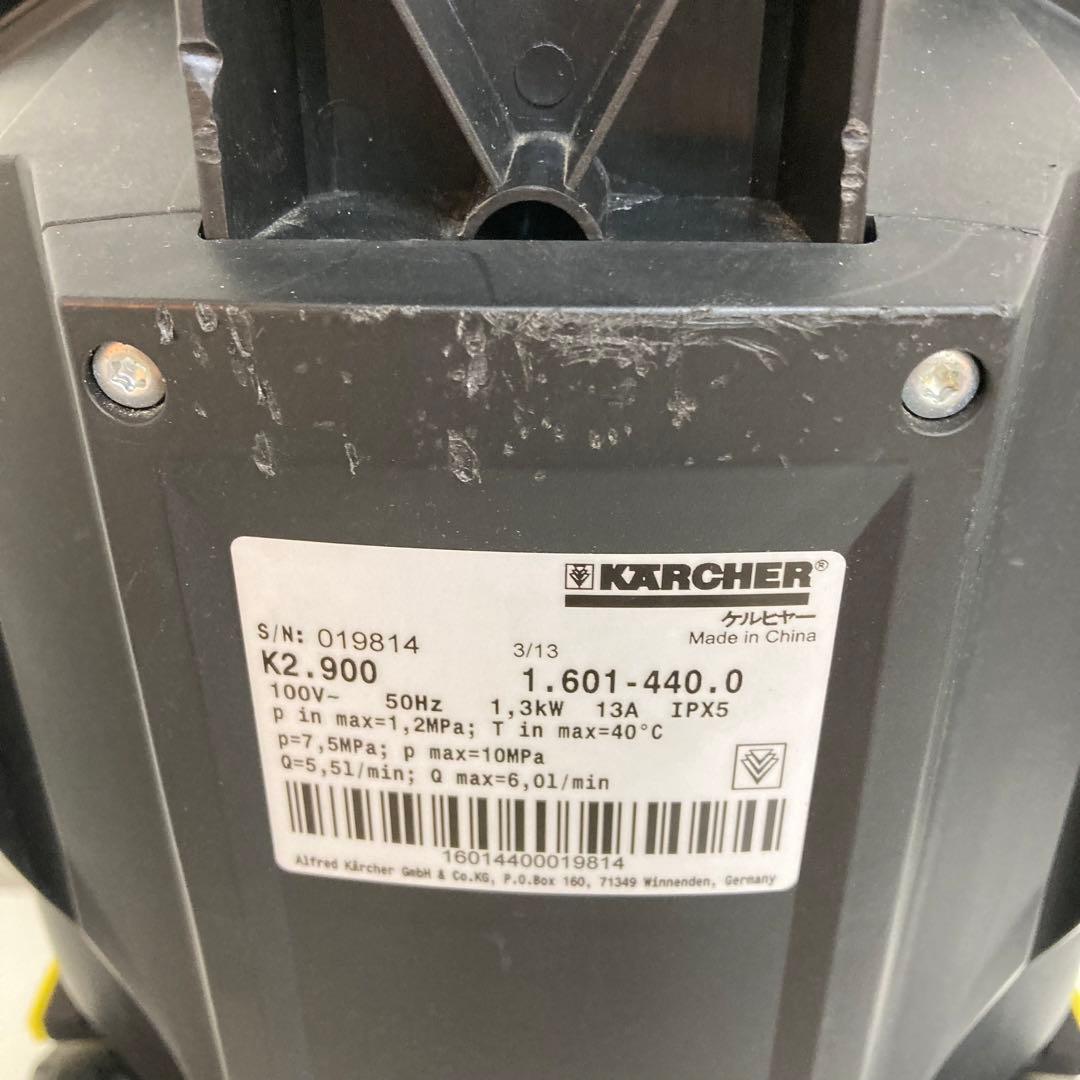 KÄRCHER®
ケルヒャー
Made in China
S/N: 019814
3/13
K2.900
1.601-440.0
100V~ 50Hz 1,3kW 13A IPX5
p in max=1,2MPa; T in max=40°C
p=7,5MPa; p max=10MPa
Q=5,5l/min; Q max=6,0l/min
16014400019814
Alfred Kärcher GmbH & Co.KG, P.O.Box 160, 71349 Winnenden, Germany